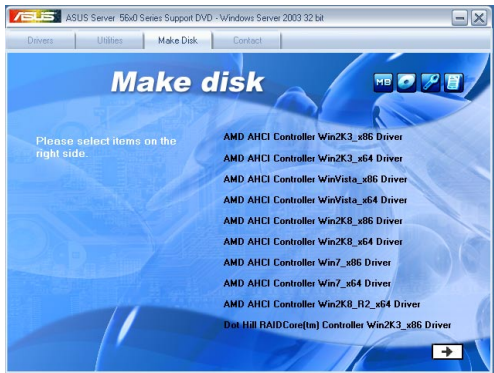 ASUS Server 56x0 Series Support DVD - Windows Server 2003 32 bit
Drivers
Utilities
Make Disk
Contact
Make disk
MB
Please select items on the
right side.
AMD AHCI Controller Win2K3_x86 Driver
AMD AHCI Controller Win2K3_x64 Driver
AMD AHCI Controller WinVista_x86 Driver
AMD AHCI Controller WinVista_x64 Driver
AMD AHCI Controller Win2K8_x86 Driver
AMD AHCI Controller Win2K8_x64 Driver
AMD AHCI Controller Win7_x86 Driver
AMD AHCI Controller Win7_x64 Driver
AMD AHCI Controller Win2K8_R2_x64 Driver
Dot Hill RAIDCore(tm) Controller Win2K3_x86 Driver